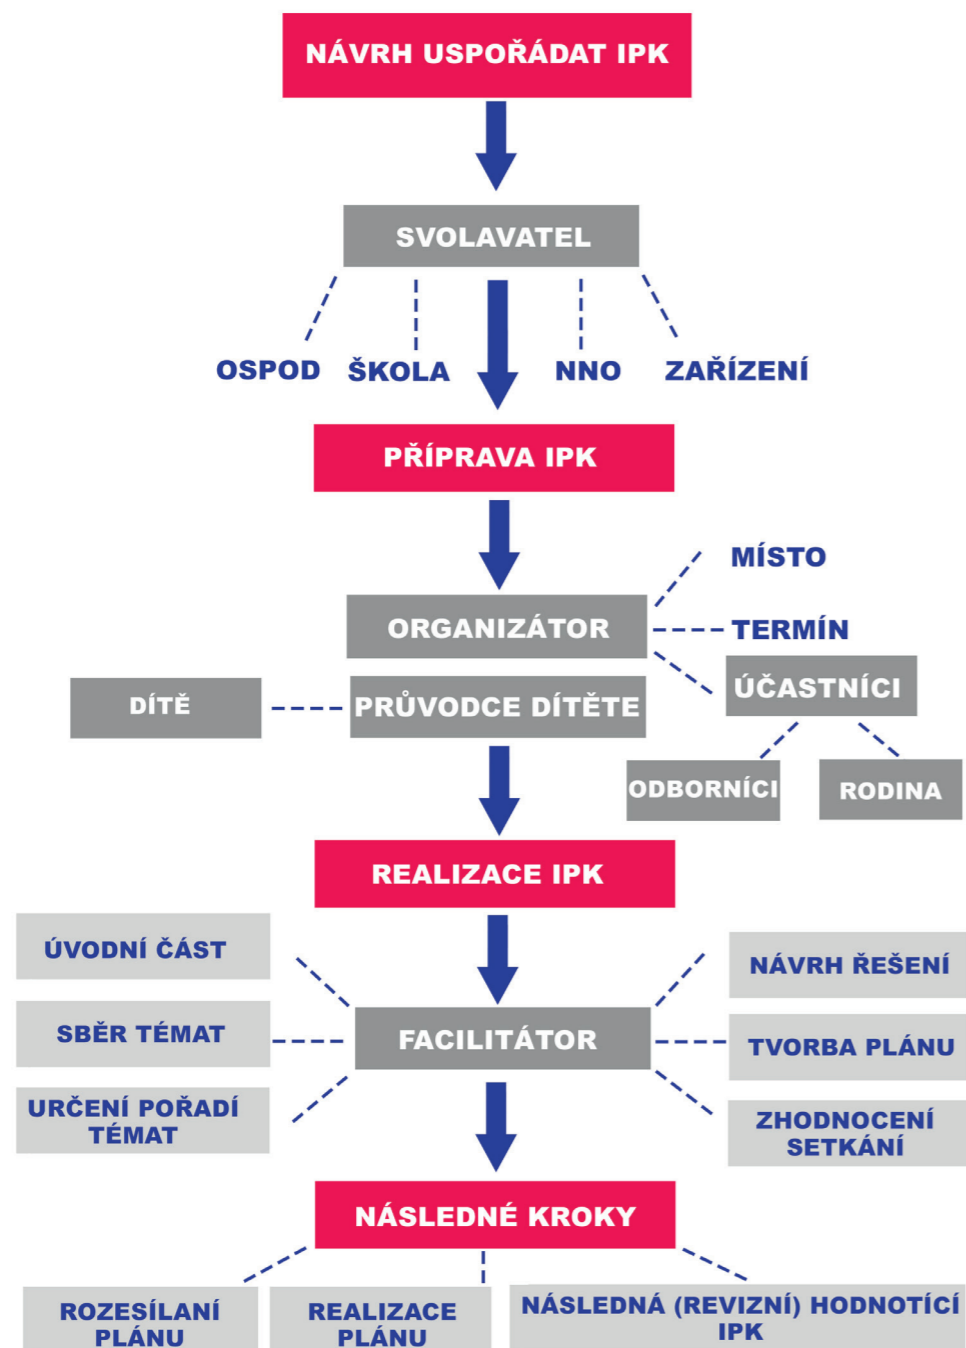 NÁVRH USPOŘÁDAT IPK
SVOLAVATEL
OSPOD
ŠKOLA
NNO
ZAŘÍZENÍ
PŘÍPRAVA IPK
MÍSTO
ORGANIZÁTOR
TERMÍN
ÚČASTNÍCI
DÍTĚ
PRŮVODCE DÍTĚTE
ODBORNÍCI
RODINA
REALIZACE IPK
ÚVODNÍ ČÁST
SBĚR TÉMAT
URČENÍ POŘADÍ
TÉMAT
FACILITÁTOR
NÁVRH ŘEŠENÍ
TVORBA PLÁNU
ZHODNOCENÍ
SETKÁNÍ
NÁSLEDNÉ KROKY
ROZESÍLANÍ
PLÁNU
REALIZACE
PLÁNU
NÁSLEDNÁ (REVIZNÍ) HODNOTÍCÍ
IPK